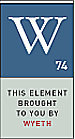 W
74
THIS ELEMENT
BROUGHT
TO YOU BY
WYETH